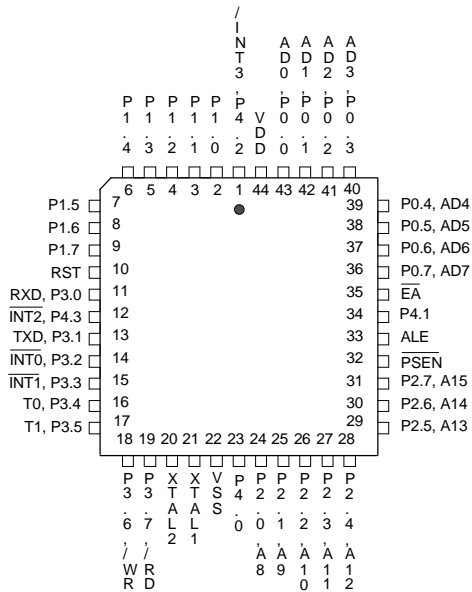 /INT3,P4.2
AD0,P0.0
AD1,P0.1
AD2,P0.2
AD3,P0.3
P1.4
P1.3
P1.2
P1.1
P1.0
VDD
6
5
4
3
2
1
44
43
42
41
40
P1.5
7
P1.6
8
P1.7
9
RST
10
RXD, P3.0
11
INT2, P4.3
12
TXD, P3.1
13
INT0, P3.2
14
INT1, P3.3
15
T0, P3.4
16
T1, P3.5
17
39
P0.4, AD4
38
P0.5, AD5
37
P0.6, AD6
36
P0.7, AD7
35
EA
34
P4.1
33
ALE
32
PSEN
31
P2.7, A15
30
P2.6, A14
29
P2.5, A13
18
19
20
21
22
23
24
25
26
27
28
P3.6,/WR
P3.7,/RD
XTAL2
XTAL1
VSS
P4.0
P2.0,A8
P2.1,A9
P2.2,A10
P2.3,A11
P2.4,A12